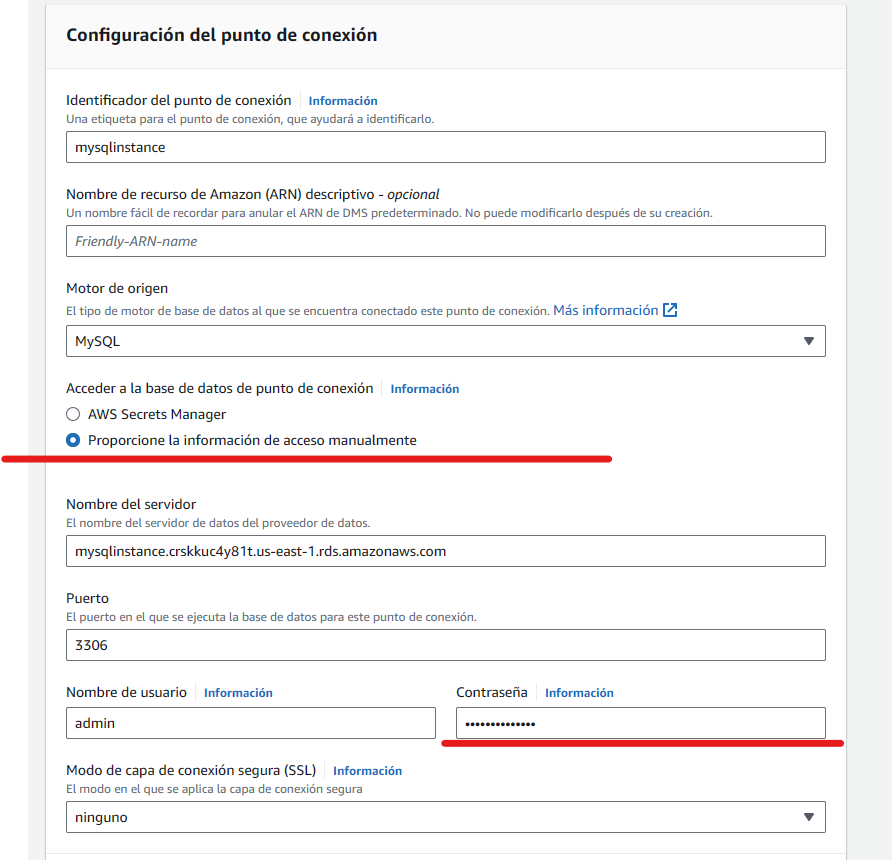 Configuración del punto de conexión
Identificador del punto de conexión Información
Una etiqueta para el punto de conexión, que ayudará a identificarlo.
mysqlinstance
Nombre de recurso de Amazon (ARN) descriptivo - opcional
Un nombre fácil de recordar para anular el ARN de DMS predeterminado. No puede modificarlo después de su creación.
Friendly-ARN-name
Motor de origen
El tipo de motor de base de datos al que se encuentra conectado este punto de conexión. Más información
MySQL
Acceder a la base de datos de punto de conexión Información
AWS Secrets Manager
Proporcione la información de acceso manualmente
Nombre del servidor
El nombre del servidor de datos del proveedor de datos.
mysqlinstance.crskkuc4y81t.us-east-1.rds.amazonaws.com
Puerto
El puerto en el que se ejecuta la base de datos para este punto de conexión.
3306
Nombre de usuario Información Contraseña Información
admin ••••••••••••••
Modo de capa de conexión segura (SSL) Información
El modo en el que se aplica la capa de conexión segura
ninguno